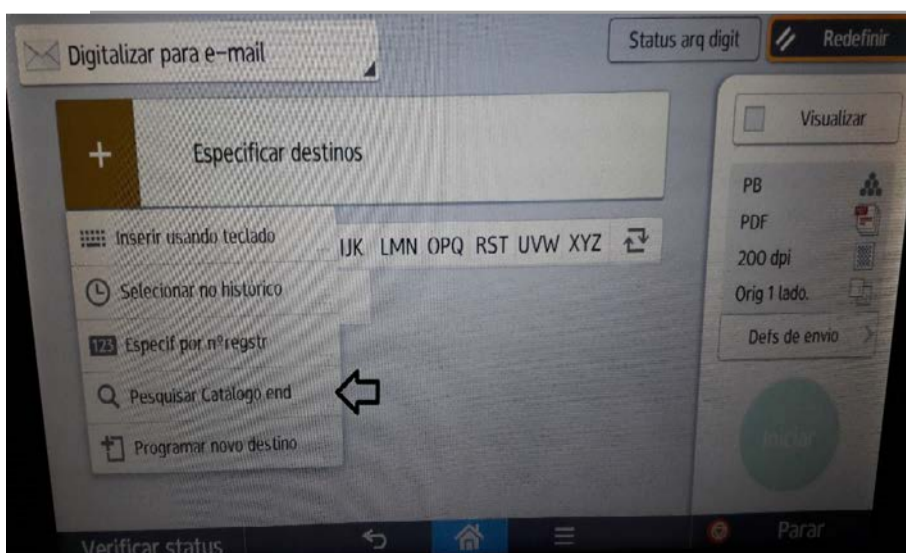 Digitalizar para e-mail
Status arq digit
Redefinir
+ Especificar destinos
Visualizar
Inserir usando teclado
IJK LMN OPQ RST UVW XYZ
Selecionar no historico
123 Especif por nºregstr
Pesquisar Catálogo end
Programar novo destino
PB
PDF
200 dpi
Orig 1 lado.
Defs de envio
Iniciar
Verificar status
Parar